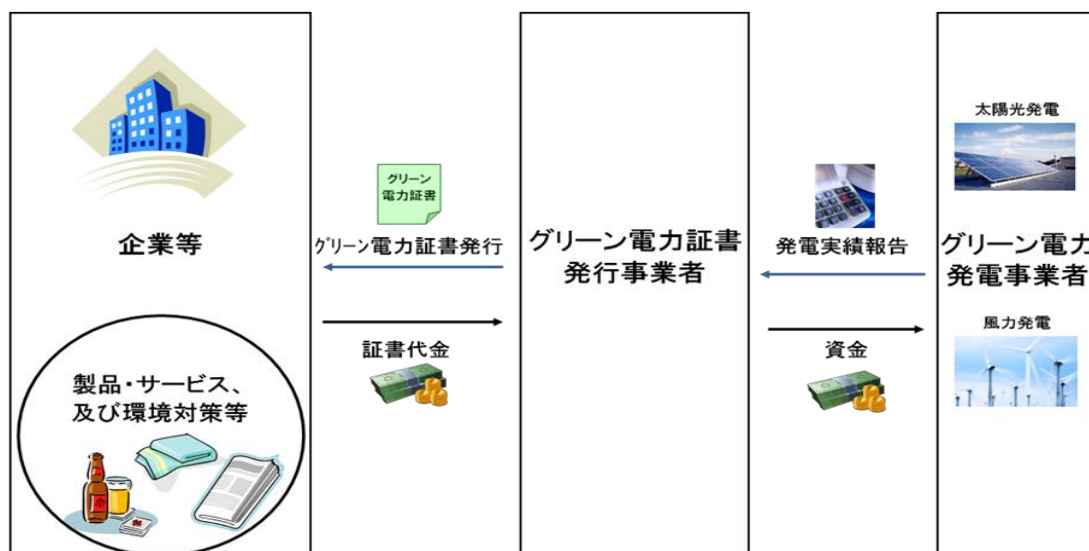 企業等
製品・サービス、
及び環境対策等
グリーン
電力証書
グリーン電力証書発行
証書代金
グリーン電力証書
発行事業者
発電実績報告
資金
太陽光発電
グリーン電力
発電事業者
風力発電